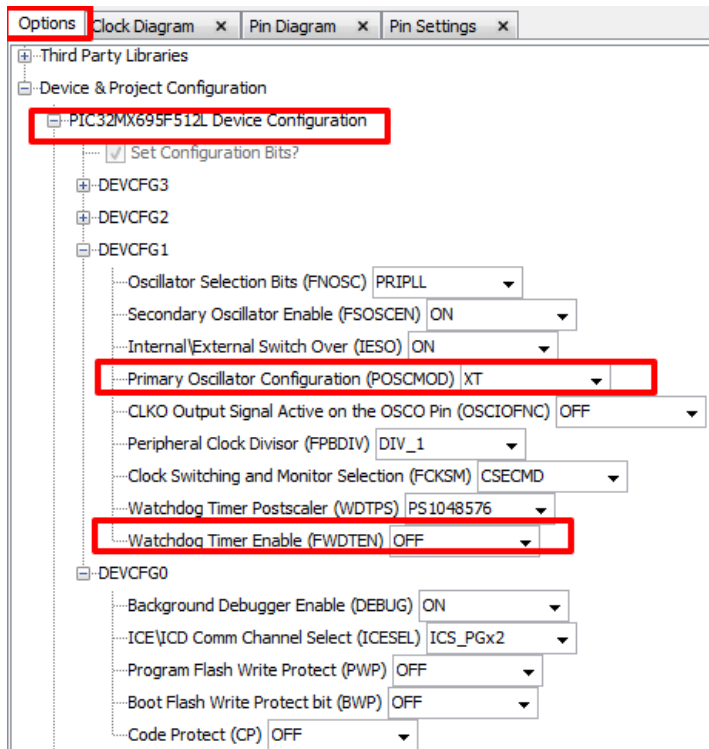 Options Clock Diagram x Pin Diagram x Pin Settings x
Third Party Libraries
Device & Project Configuration
PIC32MX695F512L Device Configuration
Set Configuration Bits?
DEVCFG3
DEVCFG2
DEVCFG1
Oscillator Selection Bits (FNOSC) PRIPLL
Secondary Oscillator Enable (FSOSCEN) ON
Internal\External Switch Over (IESO) ON
Primary Oscillator Configuration (POSCMOD) XT
CLKO Output Signal Active on the OSCO Pin (OSCIOFNC) OFF
Peripheral Clock Divisor (FPBDIV) DIV_1
Clock Switching and Monitor Selection (FCKSM) CSECMD
Watchdog Timer Postscaler (WDTPS) PS1048576
Watchdog Timer Enable (FWDTEN) OFF
DEVCFG0
Background Debugger Enable (DEBUG) ON
ICE\ICD Comm Channel Select (ICESEL) ICS_PGx2
Program Flash Write Protect (PWP) OFF
Boot Flash Write Protect bit (BWP) OFF
Code Protect (CP) OFF